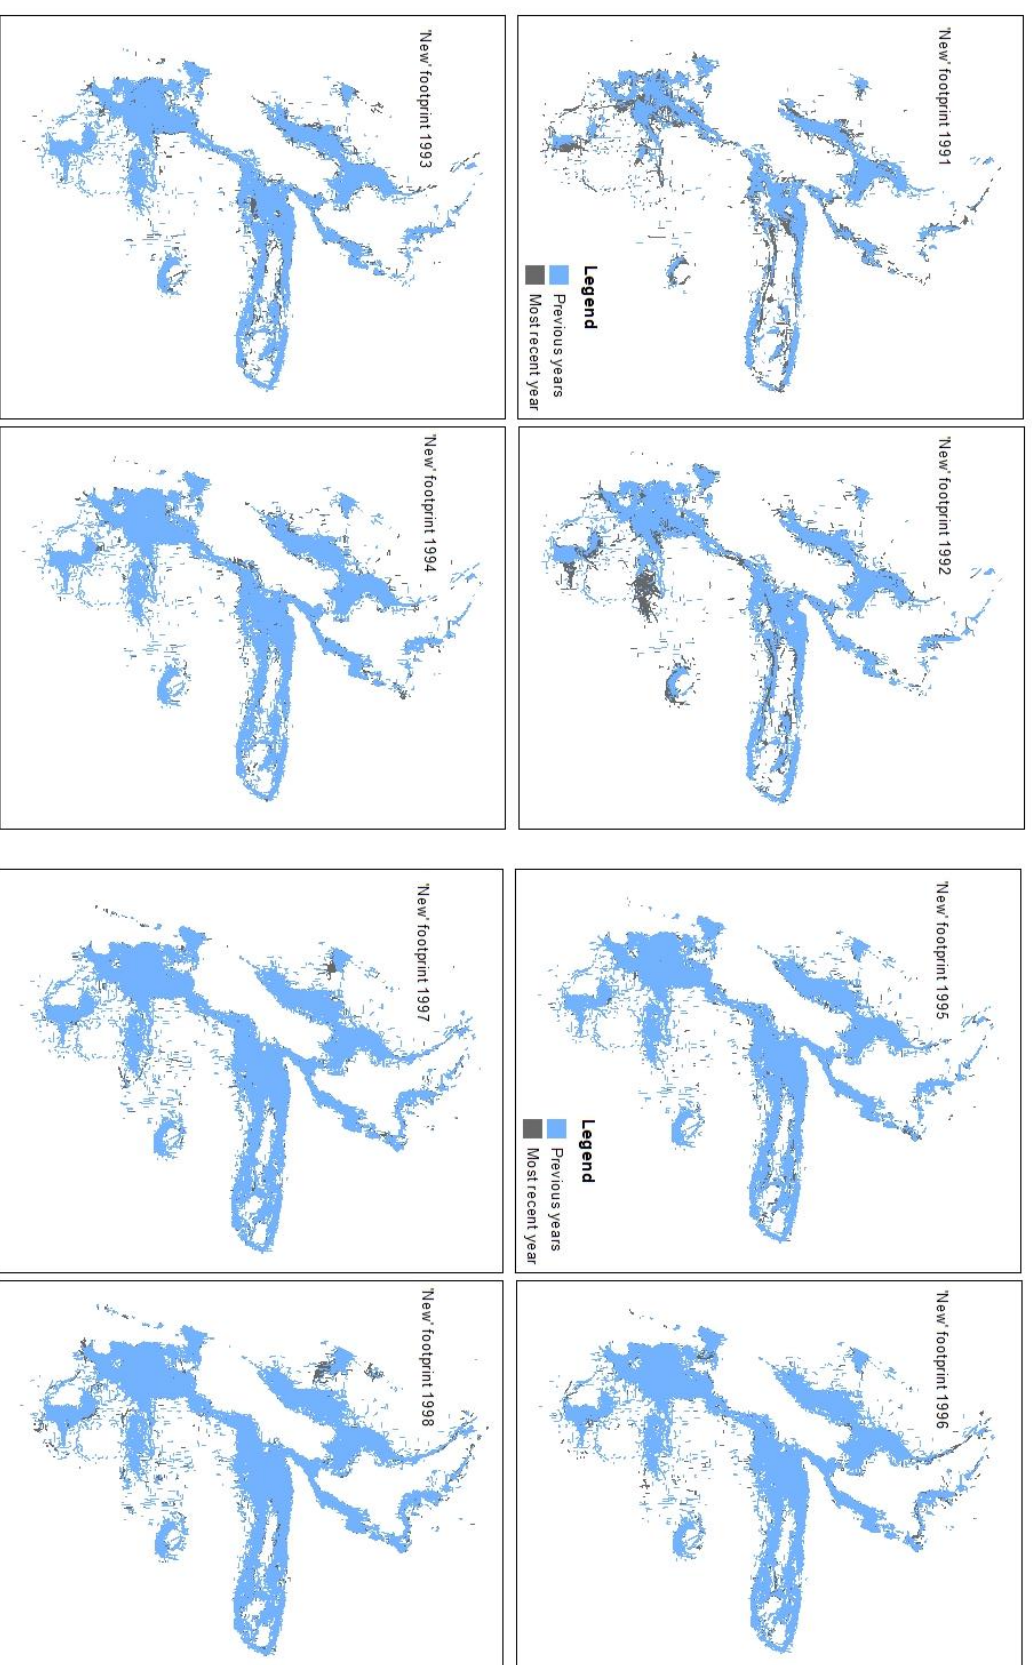 'New' footprint 1991
Legend
Previous years
Most recent year
'New' footprint 1992
'New' footprint 1993
'New' footprint 1994
'New' footprint 1995
Legend
Previous years
Most recent year
'New' footprint 1996
'New' footprint 1997
'New' footprint 1998